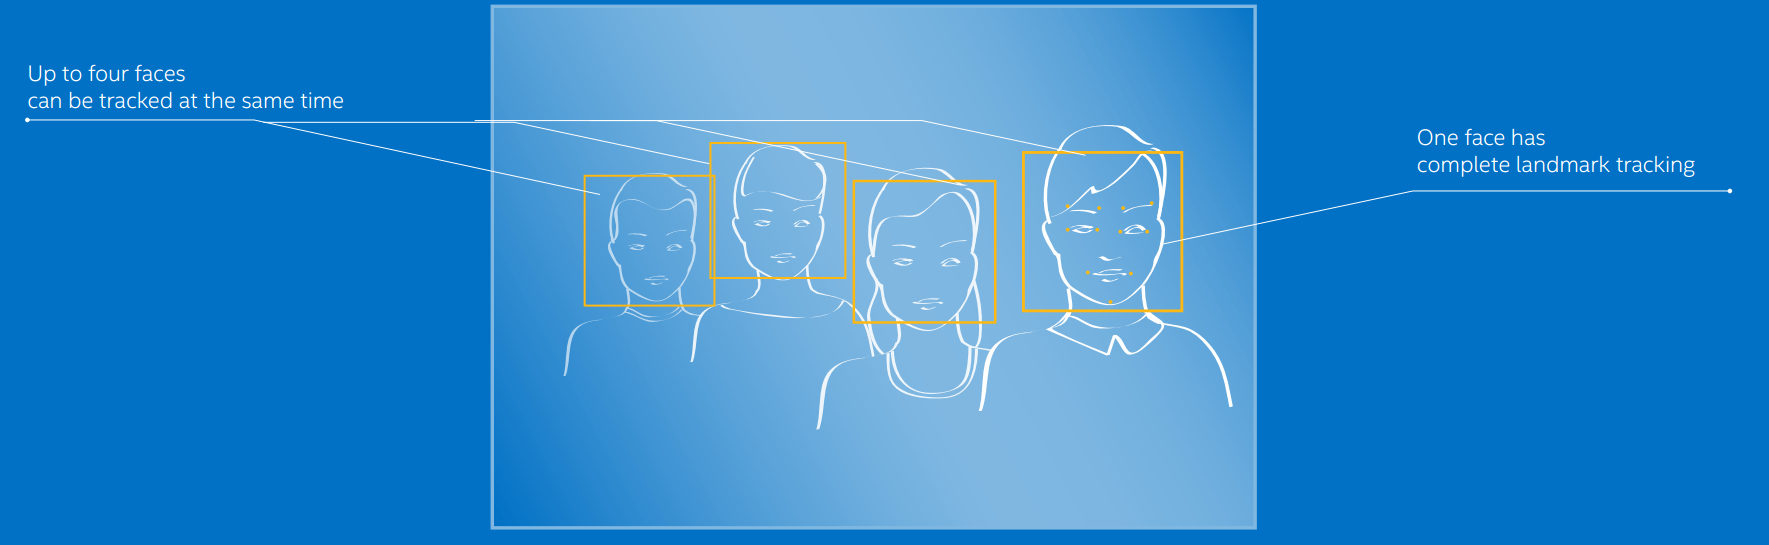 Up to four faces
can be tracked at the same time
One face has
complete landmark tracking